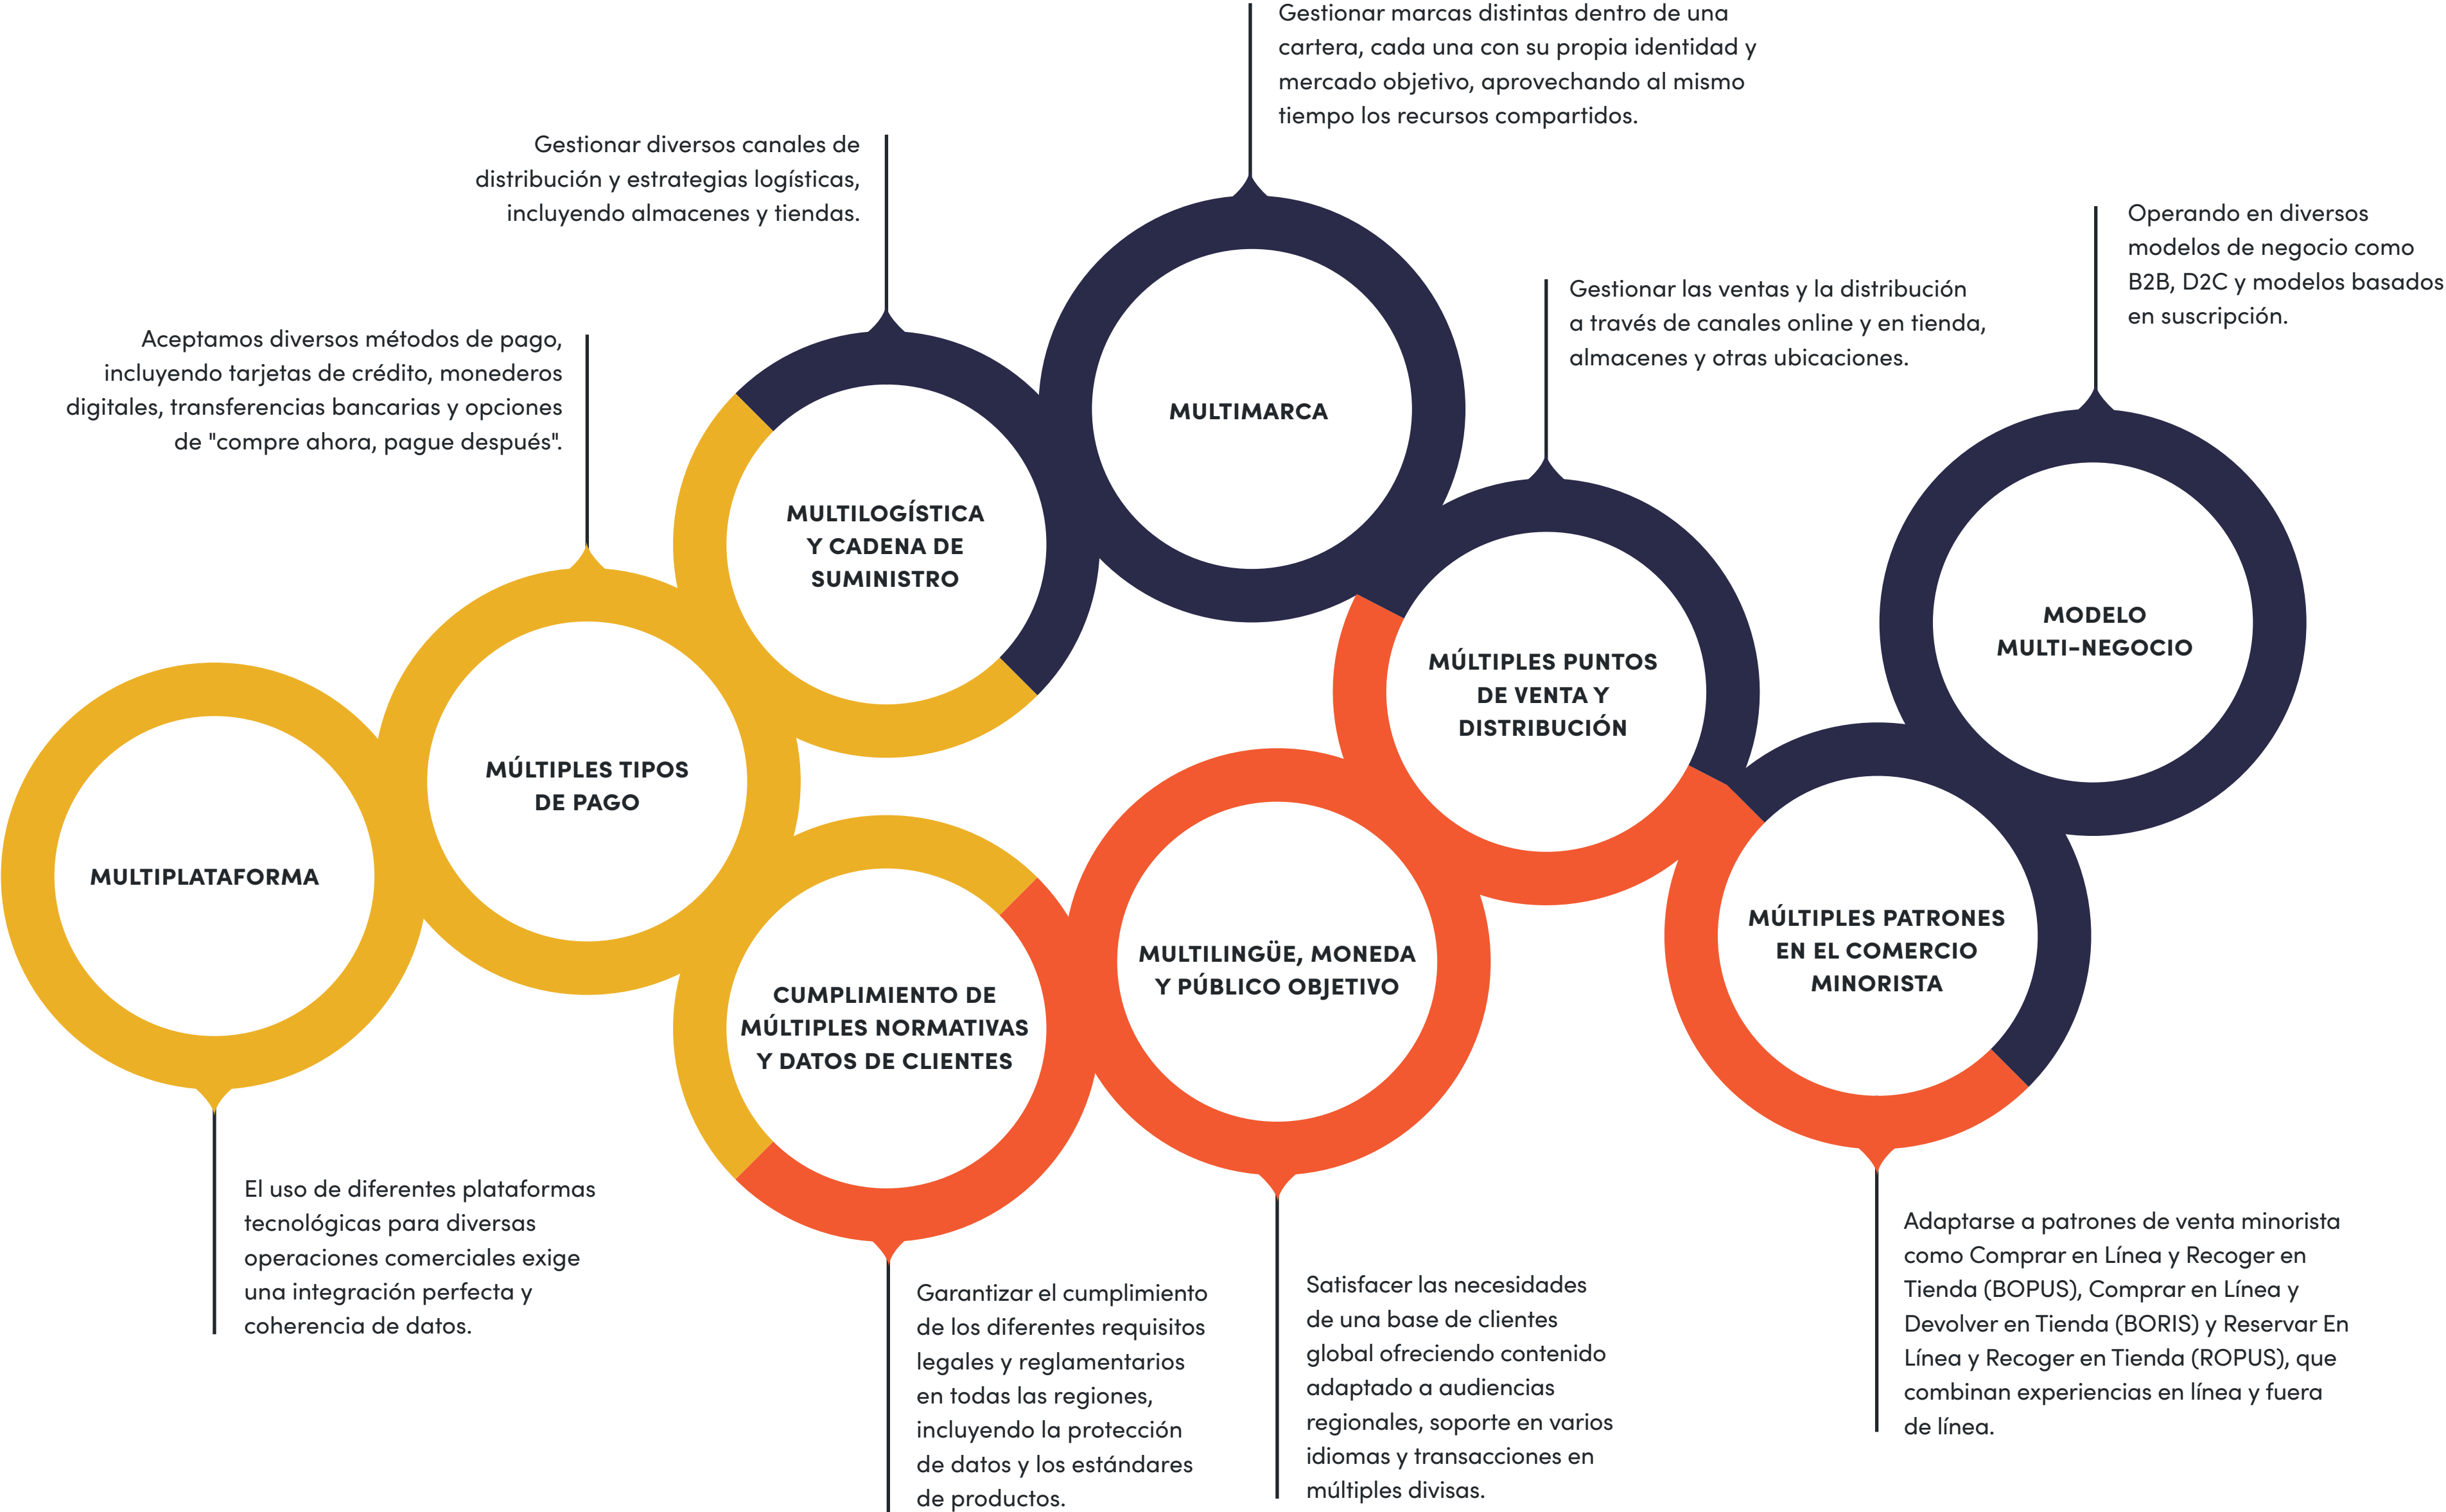 Gestionar marcas distintas dentro de una
cartera, cada una con su propia identidad y
mercado objetivo, aprovechando al mismo
tiempo los recursos compartidos.
Gestionar diversos canales de
distribución y estrategias logísticas,
incluyendo almacenes y tiendas.
Operando en diversos
modelos de negocio como
B2B, D2C y modelos basados
en suscripción.
Gestionar las ventas y la distribución
a través de canales online y en tienda,
almacenes y otras ubicaciones.
Aceptamos diversos métodos de pago,
incluyendo tarjetas de crédito, monederos
digitales, transferencias bancarias y opciones
de "compre ahora, pague después".
MULTIMARCA
MULTILOGÍSTICA
Y CADENA DE
SUMINISTRO
MODELO
MULTI-NEGOCIO
MÚLTIPLES PUNTOS
DE VENTA Y
DISTRIBUCIÓN
MÚLTIPLES TIPOS
DE PAGO
MULTIPLATAFORMA
MÚLTIPLES PATRONES
EN EL COMERCIO
MINORISTA
MULTILINGÜE, MONEDA
Y PÚBLICO OBJETIVO
CUMPLIMIENTO DE
MÚLTIPLES NORMATIVAS
Y DATOS DE CLIENTES
El uso de diferentes plataformas
tecnológicas para diversas
operaciones comerciales exige
una integración perfecta y
coherencia de datos.
Garantizar el cumplimiento
de los diferentes requisitos
legales y reglamentarios
en todas las regiones,
incluyendo la protección
de datos y los estándares
de productos.
Satisfacer las necesidades
de una base de clientes
global ofreciendo contenido
adaptado a audiencias
regionales, soporte en varios
idiomas y transacciones en
múltiples divisas.
Adaptarse a patrones de venta minorista
como Comprar en Línea y Recoger en
Tienda (BOPUS), Comprar en Línea y
Devolver en Tienda (BORIS) y Reservar En
Línea y Recoger en Tienda (ROPUS), que
combinan experiencias en línea y fuera
de línea.